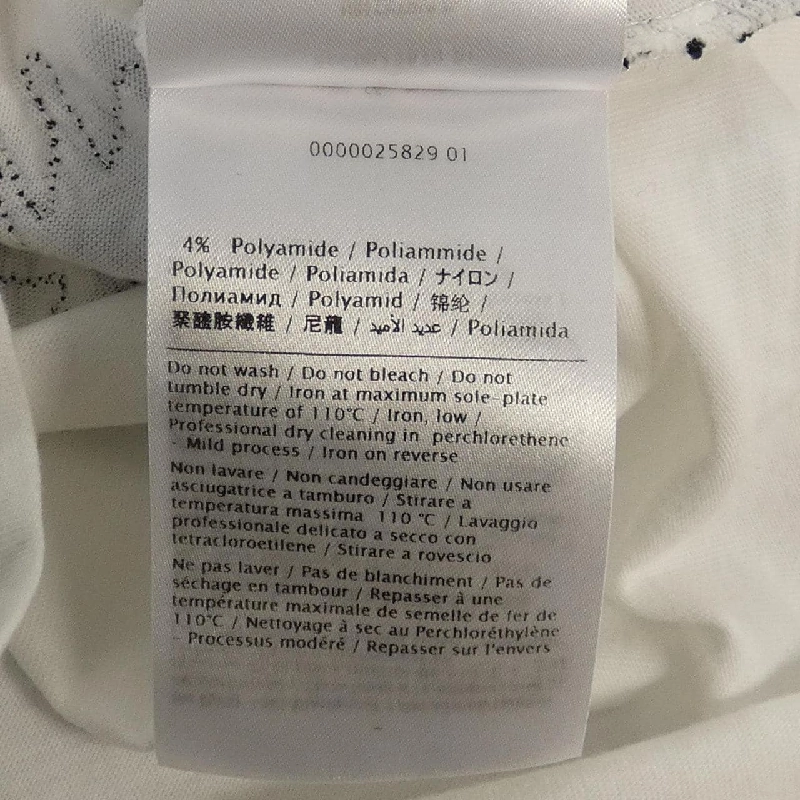 0000025829 01
4% Polyamide / Poliammide /
Polyamide / Poliamida / ナイロン /
Полиамид / Polyamid / 锦纶 /
聚醯胺纖維 / 尼龍 / عديد الأميد / Poliamida
Do not wash / Do not bleach / Do not
tumble dry / Iron at maximum sole-plate
temperature of 110°C / Iron, low /
Professional dry cleaning in perchlorethene
- Mild process / Iron on reverse
Non lavare / Non candeggiare / Non usare
asciugatrice a tamburo / Stirare a
temperatura massima 110 °C / Lavaggio
professionale delicato a secco con
tetracloroetilene / Stirare a rovescio
Ne pas laver / Pas de blanchiment / Pas de
séchage en tambour / Repasser à une
température maximale de semelle de fer de
110°C / Nettoyage à sec au Perchloréthylène
- Processus modéré / Repasser sur l'envers